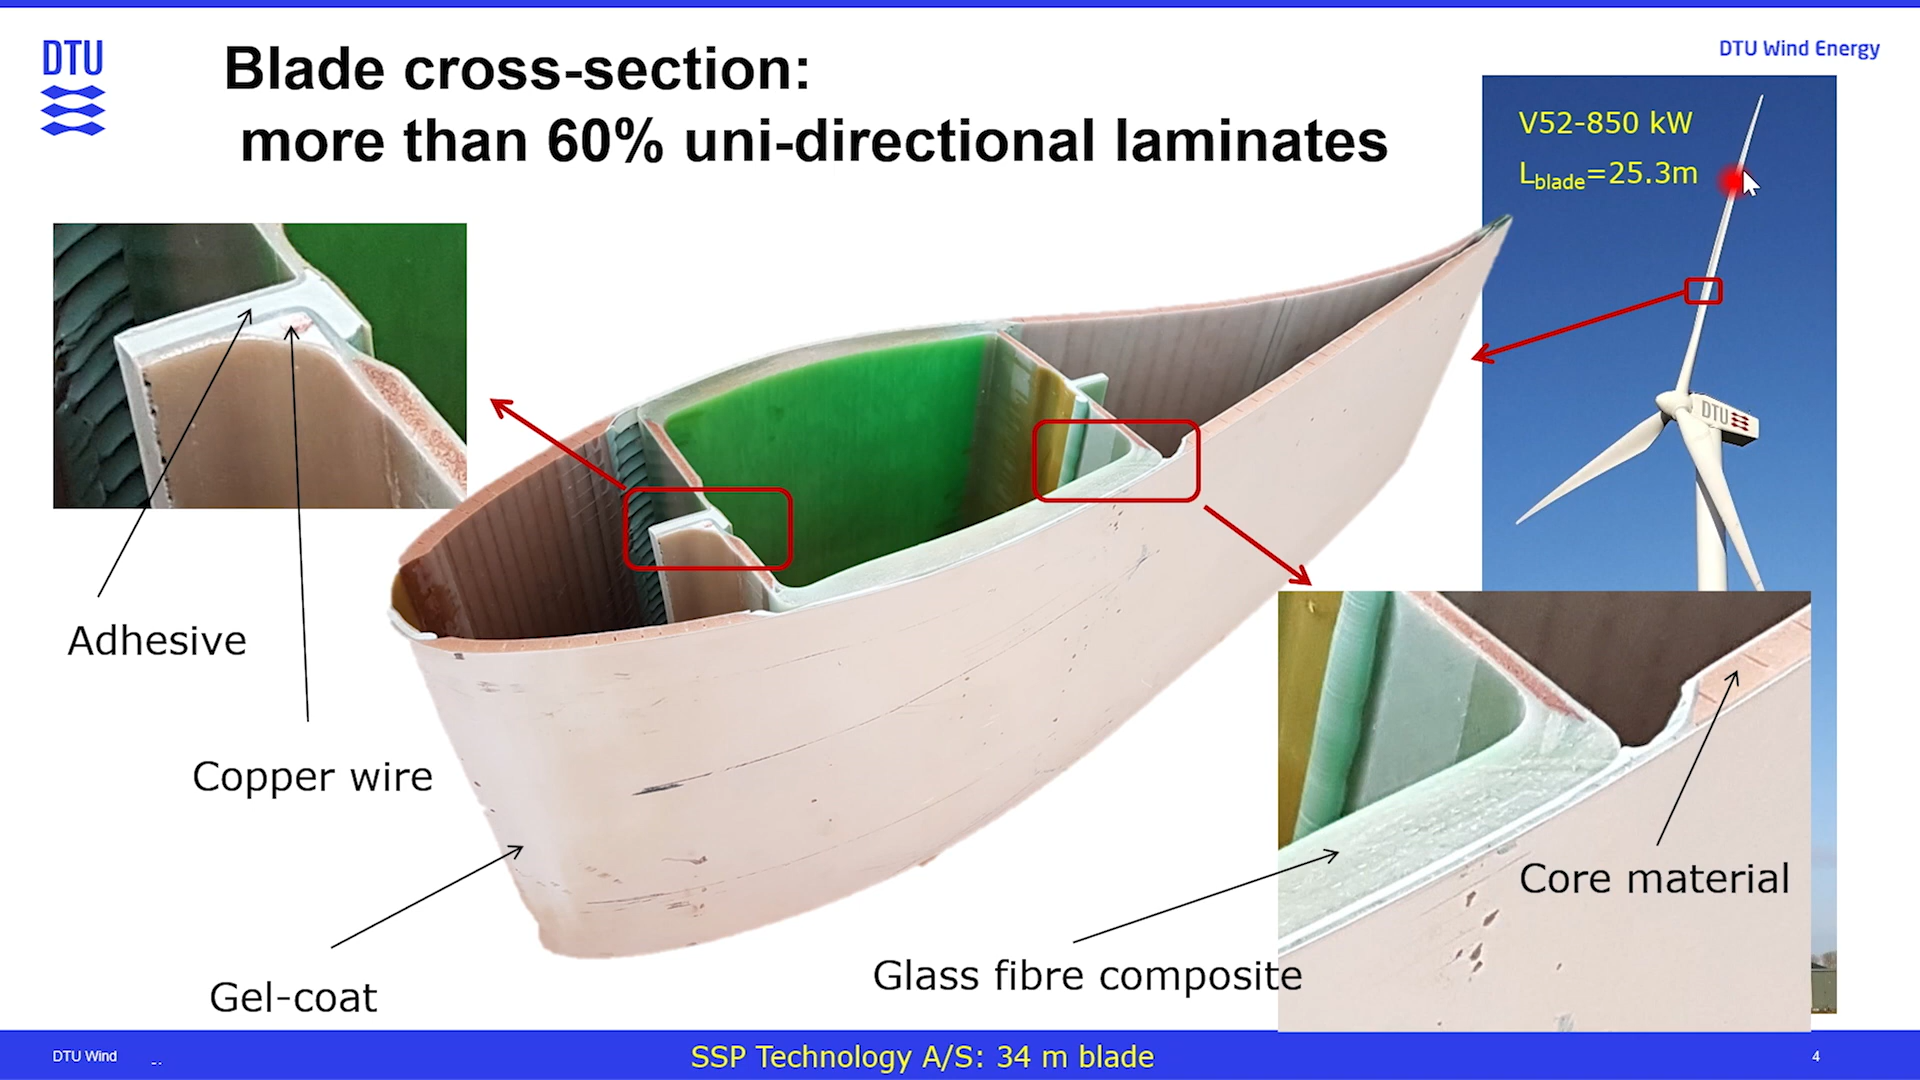 DTU
DTU Wind Energy
Blade cross-section:
more than 60% uni-directional laminates
V52-850 kW
Lblade=25.3m
DTU
Adhesive
Copper wire
Gel-coat
Glass fibre composite
Core material
DTU Wind
SSP Technology A/S: 34 m blade
4